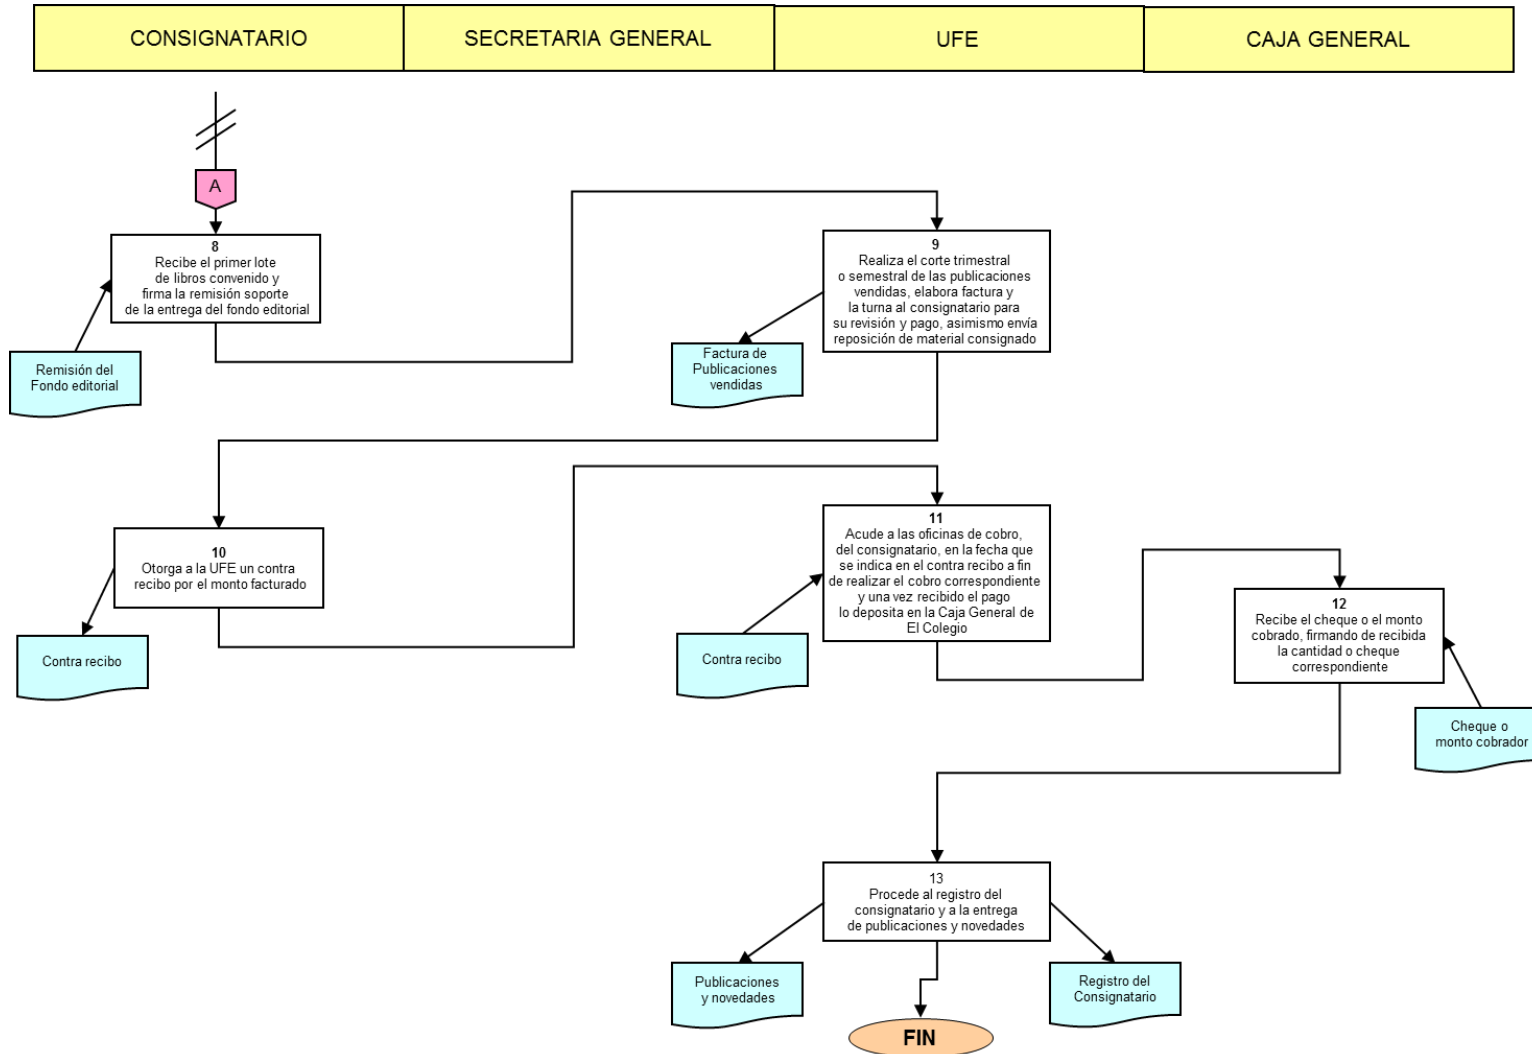 CONSIGNATARIO
SECRETARIA GENERAL
UFE
CAJA GENERAL
A
8
Recibe el primer lote
de libros convenido y
firma la remisión soporte
de la entrega del fondo editorial
Remisión del
Fondo editorial
9
Realiza el corte trimestral
o semestral de las publicaciones
vendidas, elabora factura y
la turna al consignatario para
su revisión y pago, asimismo envía
reposición de material consignado
Factura de
Publicaciones
vendidas
10
Otorga a la UFE un contra
recibo por el monto facturado
Contra recibo
11
Acude a las oficinas de cobro,
del consignatario, en la fecha que
se indica en el contra recibo a fin
de realizar el cobro correspondiente
y una vez recibido el pago
lo deposita en la Caja General de
El Colegio
Contra recibo
12
Recibe el cheque o el monto
cobrado, firmando de recibida
la cantidad o cheque
correspondiente
Cheque o
monto cobrador
13
Procede al registro del
consignatario y a la entrega
de publicaciones y novedades
Publicaciones
y novedades
Registro del
Consignatario
FIN